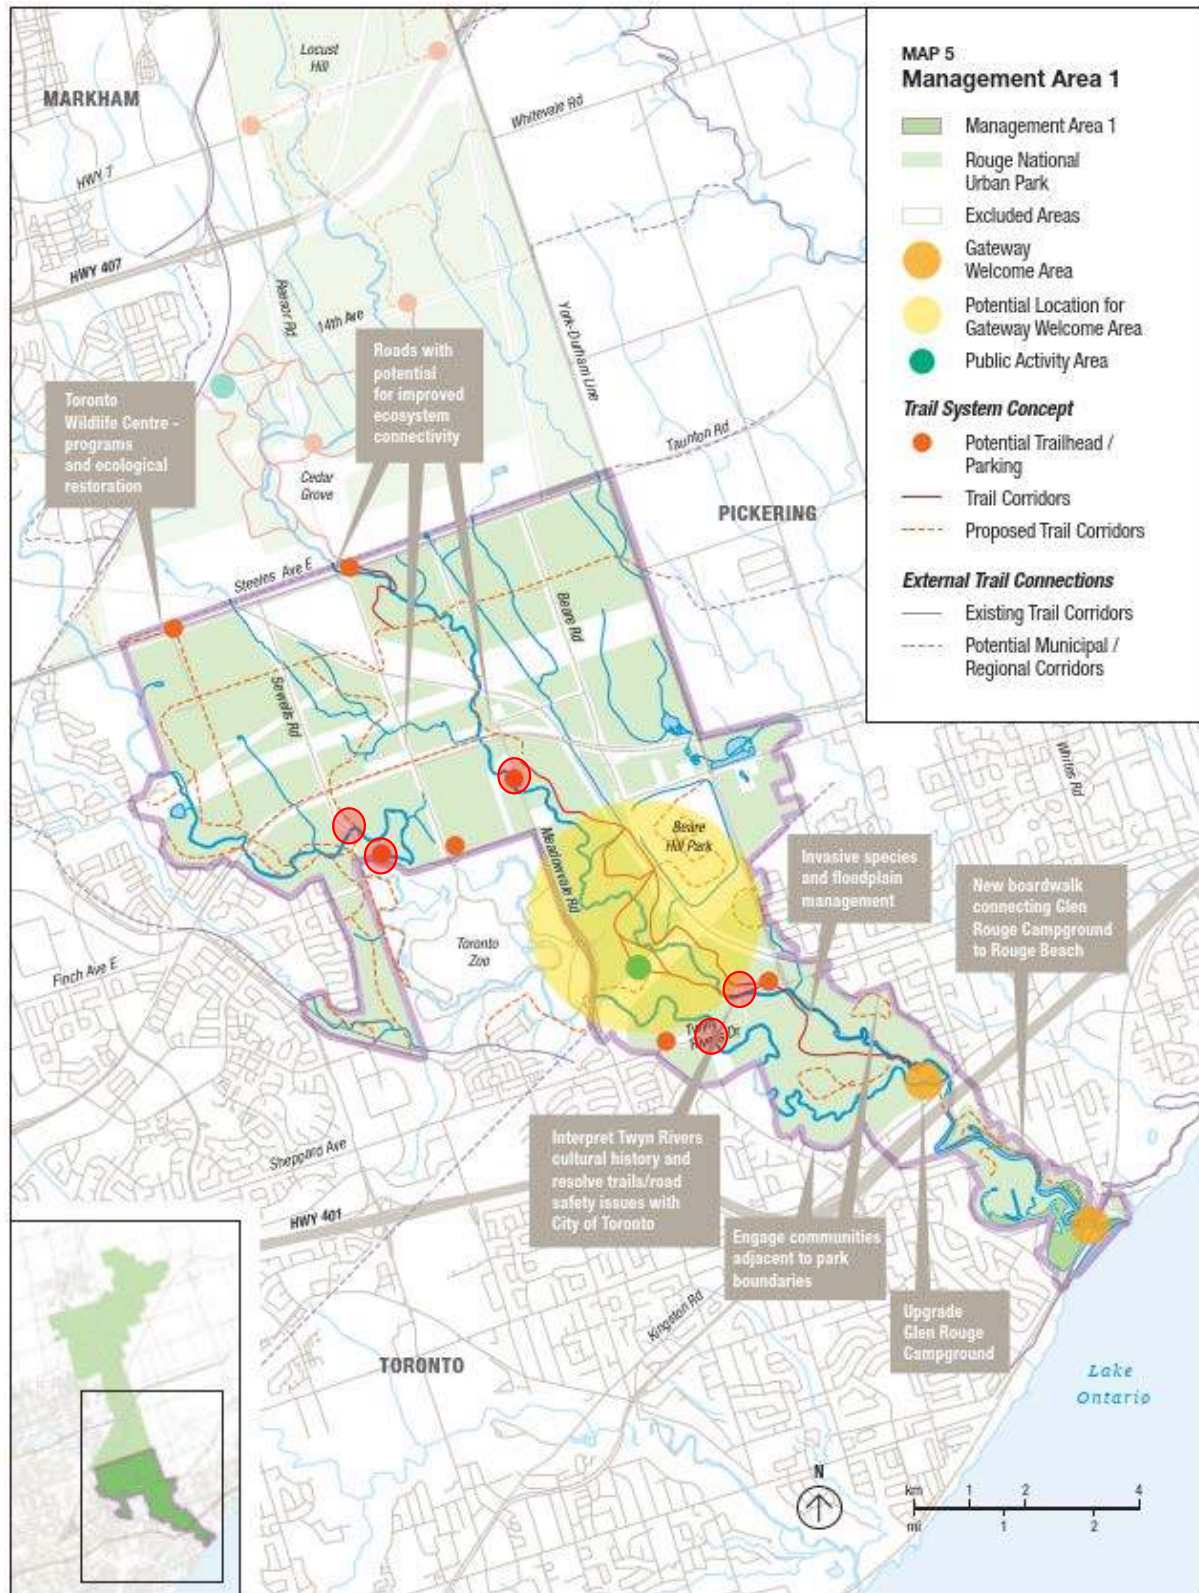 MAP 5
Management Area 1
Management Area 1
Rouge National
Urban Park
Excluded Areas
Gateway
Welcome Area
Potential Location for
Gateway Welcome Area
Public Activity Area
Trail System Concept
Potential Trailhead /
Parking
Trail Corridors
Proposed Trail Corridors
External Trail Connections
Existing Trail Corridors
Potential Municipal /
Regional Corridors
Locust
Hill
MARKHAM
Whitevale Rd
HWY 7
HWY 407
Reesor Rd
14th Ave
York-Durham Line
Roads with
potential
for improved
ecosystem
connectivity
Toronto
Wildlife Centre -
programs
and ecological
restoration
Taunton Rd
Cedar
Grove
PICKERING
Steeles Ave E
Beare Rd
Sewells Rd
Whites Rd
Meadowvale Rd
Beare
Hill Park
Invasive species
and floodplain
management
New boardwalk
connecting Glen
Rouge Campground
to Rouge Beach
Toronto
Zoo
Finch Ave E
Twyn
Rivers Dr
Interpret Twyn Rivers
cultural history and
resolve trails/road
safety issues with
City of Toronto
Sheppard Ave
HWY 401
Engage communities
adjacent to park
boundaries
Upgrade
Glen Rouge
Campground
Kingston Rd
TORONTO
Lake
Ontario
N
km 1 2 4
mi 1 2